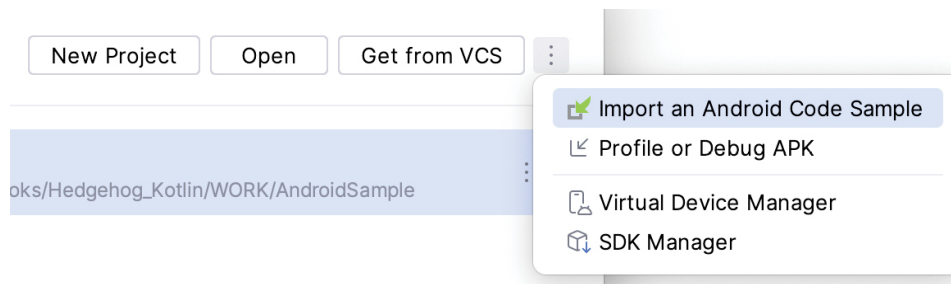 New Project Open Get from VCS
Import an Android Code Sample
Profile or Debug APK
oks/Hedgehog_Kotlin/WORK/AndroidSample
Virtual Device Manager
SDK Manager